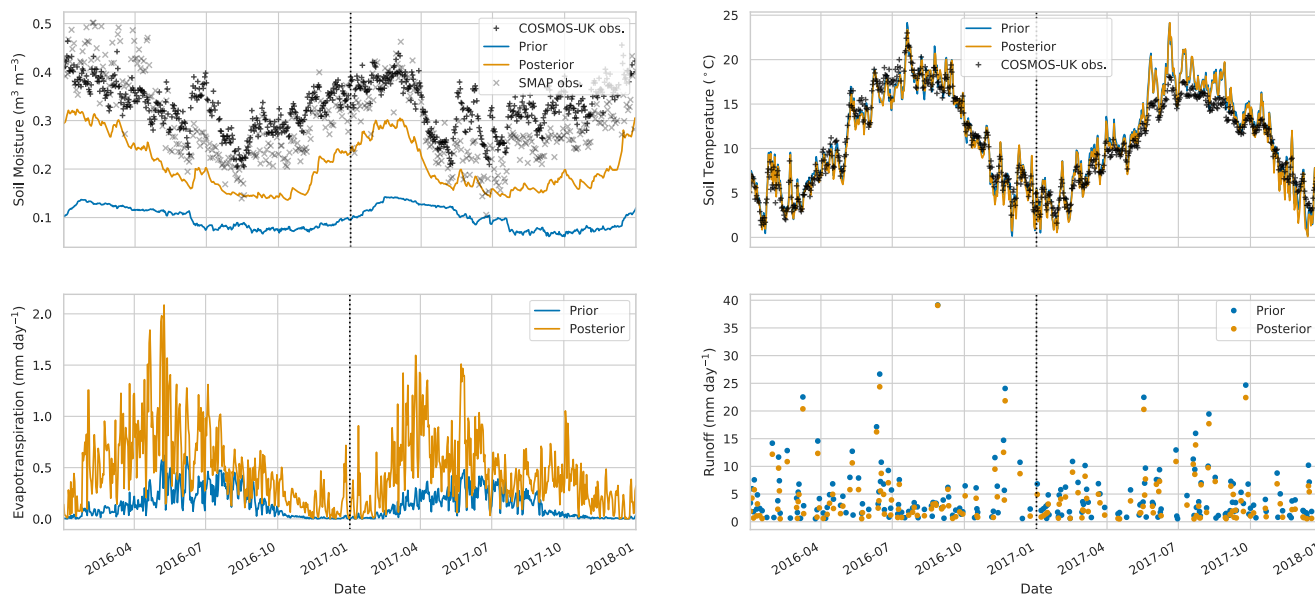 0.5
0.4
0.3
0.2
0.1
Soil Moisture (m³ m⁻³)
COSMOS-UK obs.
Prior
Posterior
SMAP obs.
25
20
15
10
5
0
Soil Temperature (°C)
Prior
Posterior
COSMOS-UK obs.
2.0
1.5
1.0
0.5
0.0
Evapotranspiration (mm day⁻¹)
Prior
Posterior
2016-04
2016-07
2016-10
2017-01
2017-04
2017-07
2017-10
2018-01
Date
40
35
30
25
20
15
10
5
0
Runoff (mm day⁻¹)
Prior
Posterior
2016-04
2016-07
2016-10
2017-01
2017-04
2017-07
2017-10
Date